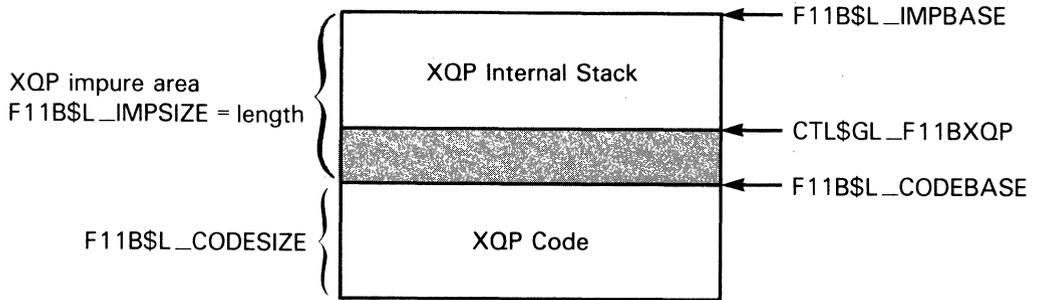 F11B$L_IMPBASE
XQP Internal Stack
XQP impure area
F11B$L_IMPSIZE = length
CTL$GL_F11BXQP
F11B$L_CODEBASE
F11B$L_CODESIZE
XQP Code